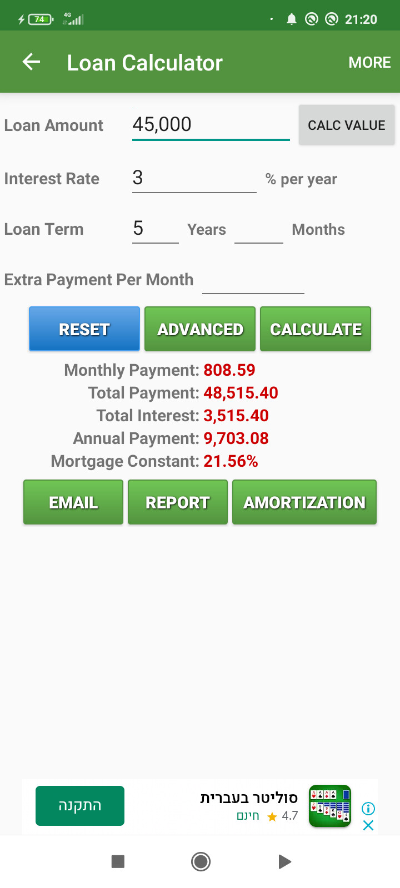 74 4G 21:20
Loan Calculator MORE
Loan Amount 45,000 CALC VALUE
Interest Rate 3 % per year
Loan Term 5 Years Months
Extra Payment Per Month
RESET ADVANCED CALCULATE
Monthly Payment: 808.59
Total Payment: 48,515.40
Total Interest: 3,515.40
Annual Payment: 9,703.08
Mortgage Constant: 21.56%
EMAIL REPORT AMORTIZATION
סוליטר בעברית
4.7 ★ חינם
התקנה